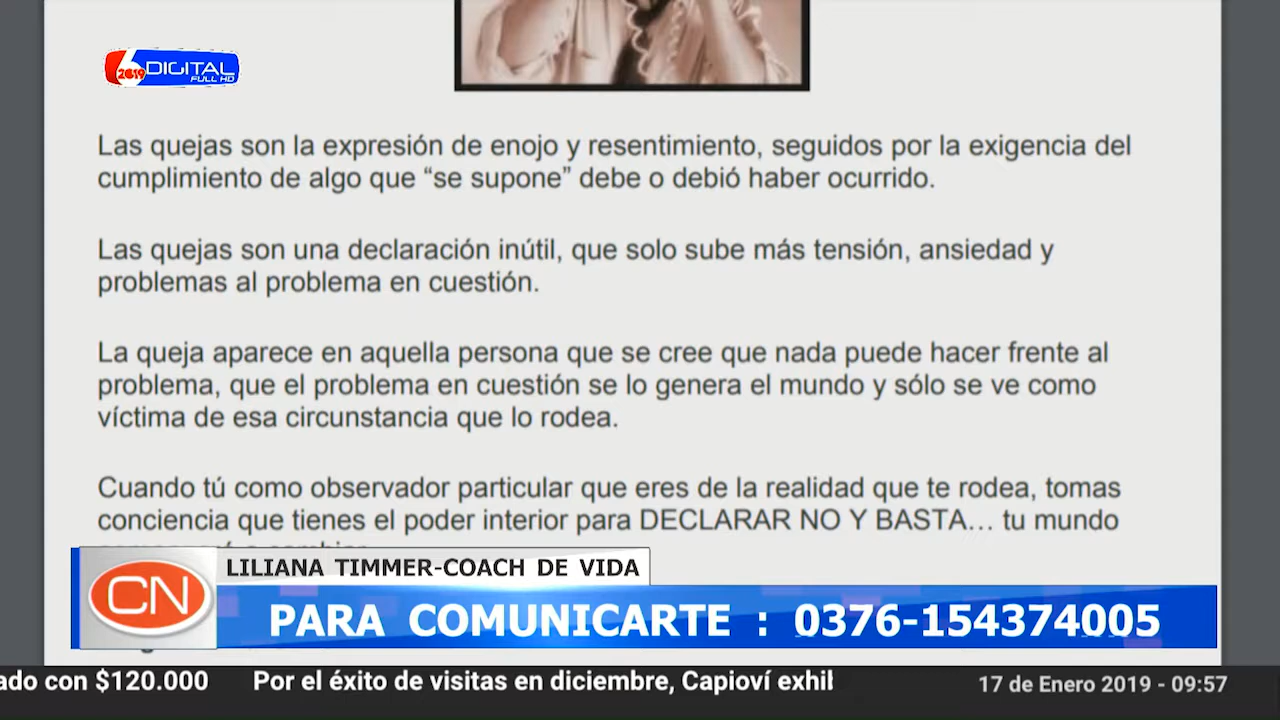 6
2019 DIGITAL
FULL HD
Las quejas son la expresión de enojo y resentimiento, seguidos por la exigencia del
cumplimiento de algo que “se supone” debe o debió haber ocurrido.
Las quejas son una declaración inútil, que solo sube más tensión, ansiedad y
problemas al problema en cuestión.
La queja aparece en aquella persona que se cree que nada puede hacer frente al
problema, que el problema en cuestión se lo genera el mundo y sólo se ve como
víctima de esa circunstancia que lo rodea.
Cuando tú como observador particular que eres de la realidad que te rodea, tomas
conciencia que tienes el poder interior para DECLARAR NO Y BASTA… tu mundo
LILIANA TIMMER-COACH DE VIDA
CN
PARA COMUNICARTE : 0376-154374005
ado con $120.000 Por el éxito de visitas en diciembre, Capioví exhib
17 de Enero 2019 - 09:57